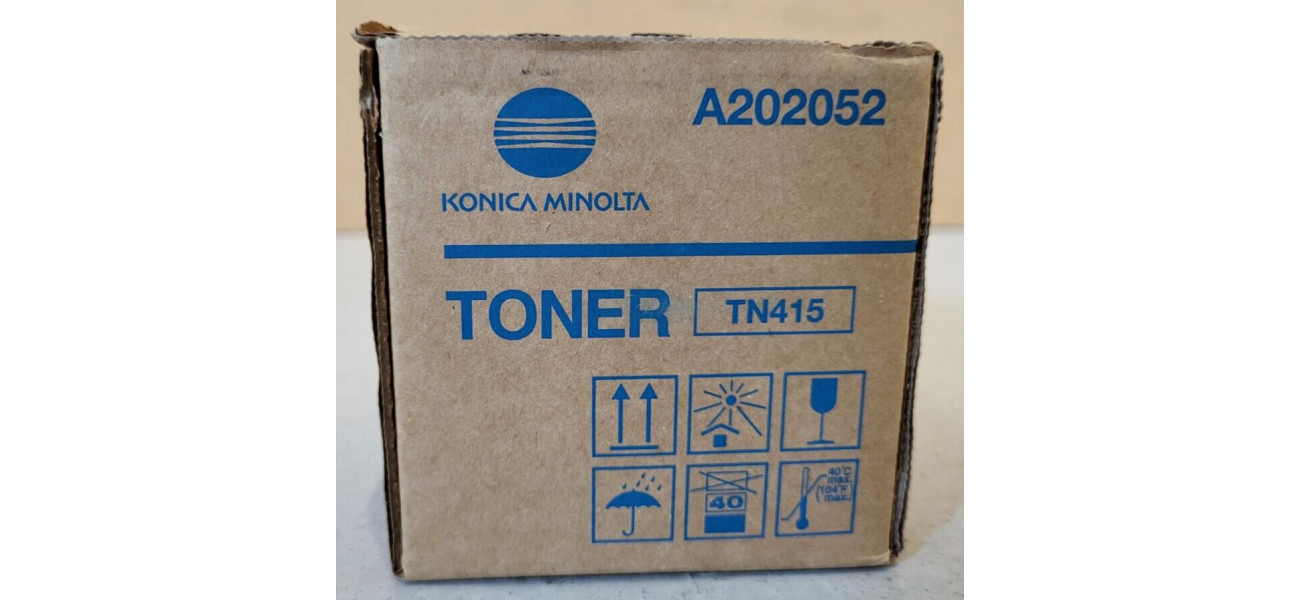 A202052
KONICA MINOLTA
TONER
TN415
40
40°C
max.
(104°F
max.)